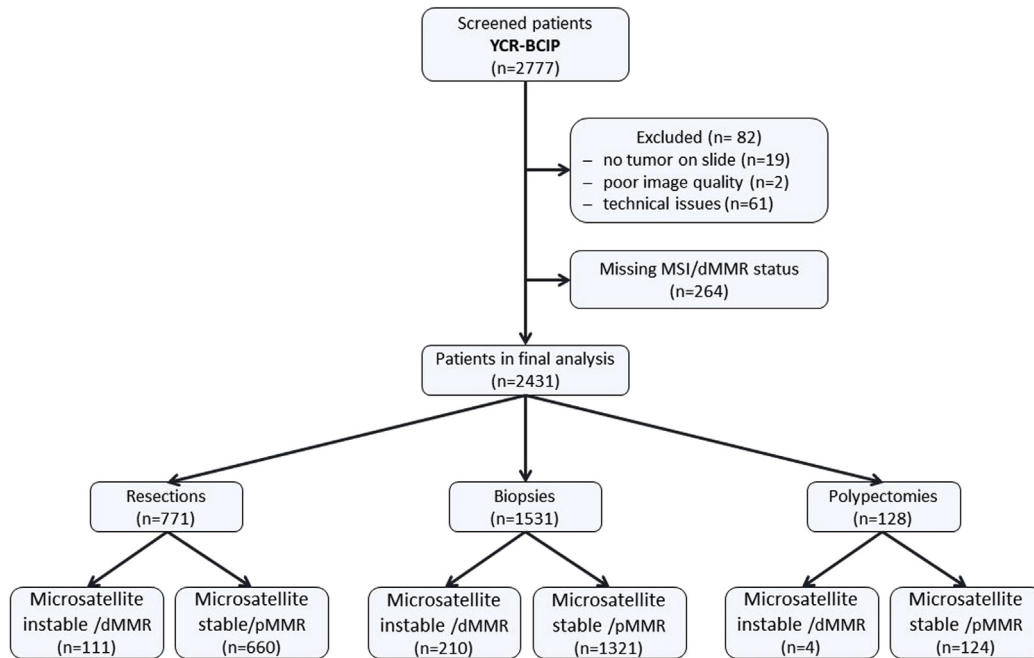 Screened patients
YCR-BCIP
(n=2777)
Excluded (n= 82)
– no tumor on slide (n=19)
– poor image quality (n=2)
– technical issues (n=61)
Missing MSI/dMMR status
(n=264)
Patients in final analysis
(n=2431)
Resections
(n=771)
Biopsies
(n=1531)
Polypectomies
(n=128)
Microsatellite
instable /dMMR
(n=111)
Microsatellite
stable/pMMR
(n=660)
Microsatellite
instable /dMMR
(n=210)
Microsatellite
stable /pMMR
(n=1321)
Microsatellite
instable /dMMR
(n=4)
Microsatellite
stable /pMMR
(n=124)